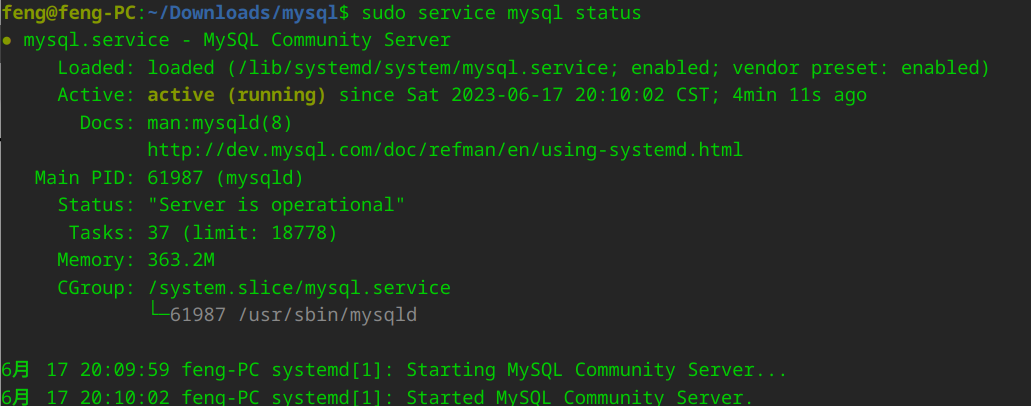 feng@feng-PC:~/Downloads/mysql$ sudo service mysql status
● mysql.service - MySQL Community Server
Loaded: loaded (/lib/systemd/system/mysql.service; enabled; vendor preset: enabled)
Active: active (running) since Sat 2023-06-17 20:10:02 CST; 4min 11s ago
Docs: man:mysqld(8)
http://dev.mysql.com/doc/refman/en/using-systemd.html
Main PID: 61987 (mysqld)
Status: "Server is operational"
Tasks: 37 (limit: 18778)
Memory: 363.2M
CGroup: /system.slice/mysql.service
└─61987 /usr/sbin/mysqld
6月 17 20:09:59 feng-PC systemd[1]: Starting MySQL Community Server...
6月 17 20:10:02 feng-PC systemd[1]: Started MySQL Community Server.